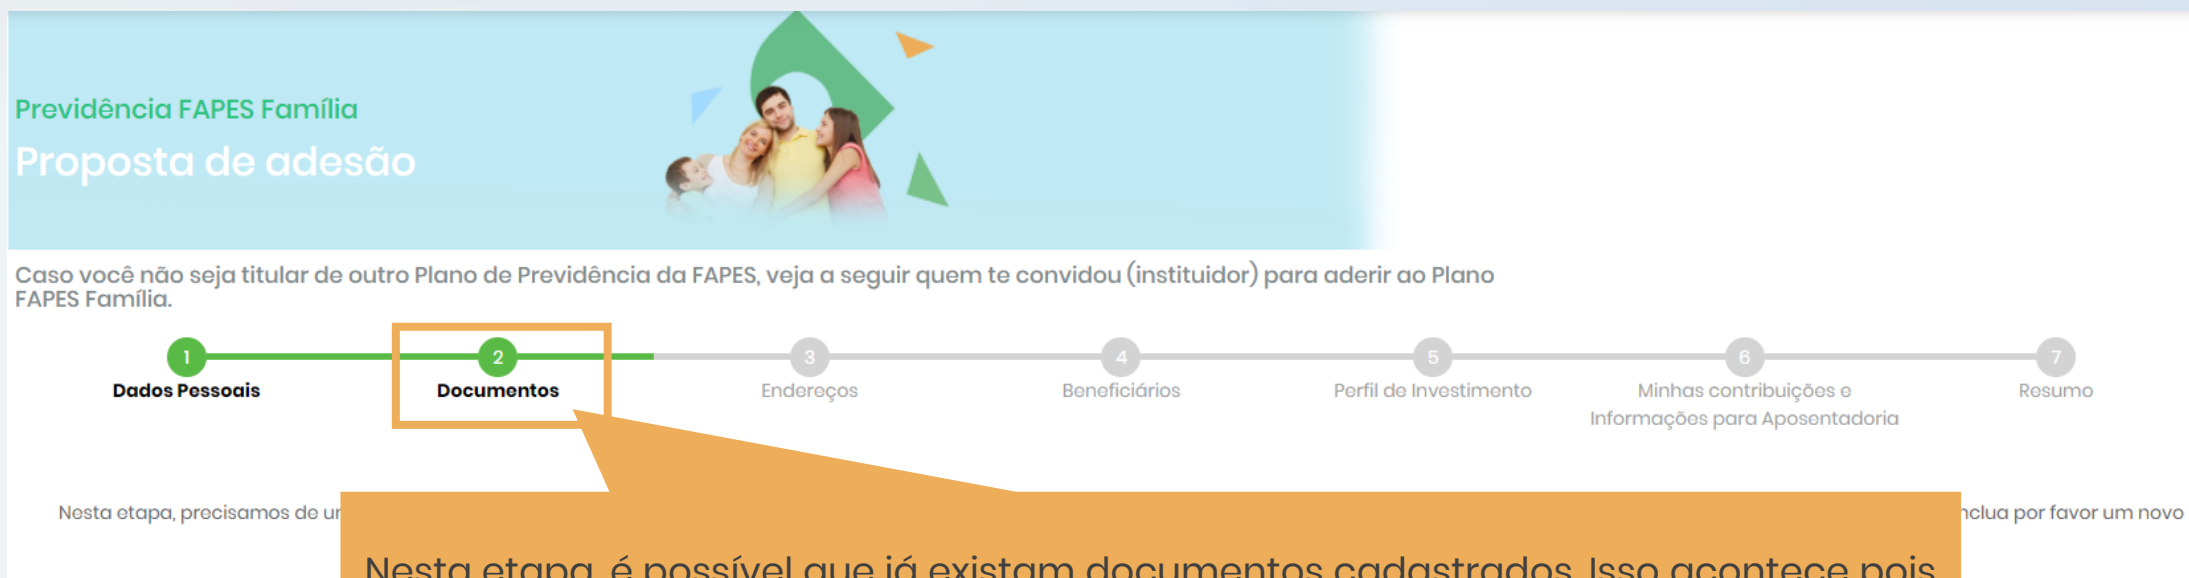 Previdência FAPES Família
Proposta de adesão
Caso você não seja titular de outro Plano de Previdência da FAPES, veja a seguir quem te convidou (instituidor) para aderir ao Plano
FAPES Família.
1
2
3
4
5
6
7
Dados Pessoais
Documentos
Endereços
Beneficiários
Perfil de Investimento
Minhas contribuições e
Informações para Aposentadoria
Resumo
Nesta etapa, precisamos de
por favor um novo
Nesta etapa, é possível que já existam documentos cadastrados. Isso acontece pois